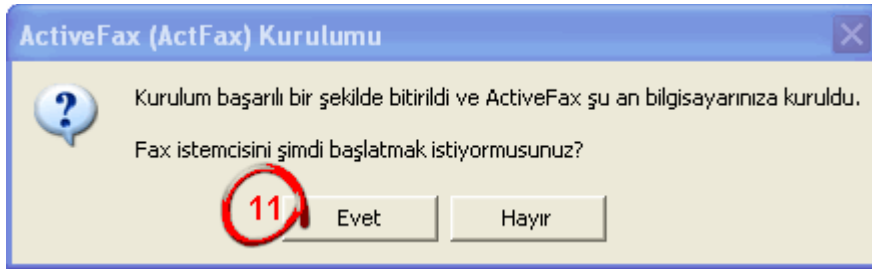 ActiveFax (ActFax) Kurulumu
Kurulum başarılı bir şekilde bitirildi ve ActiveFax şu an bilgisayarınıza kuruldu.
Fax istemcisini şimdi başlatmak istiyormusunuz?
11 Evet Hayır